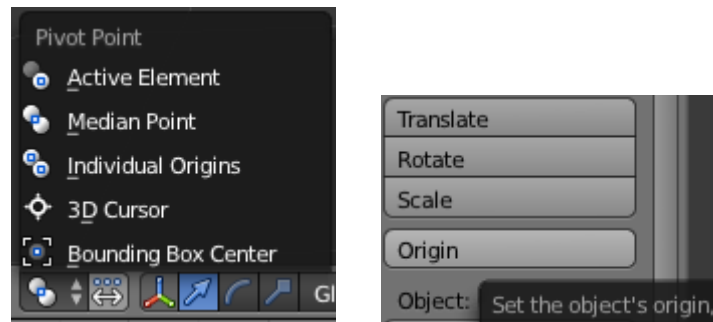 Pivot Point
Active Element
Median Point
Individual Origins
3D Cursor
Bounding Box Center
Gl
Translate
Rotate
Scale
Origin
Object:
Set the object's origin,